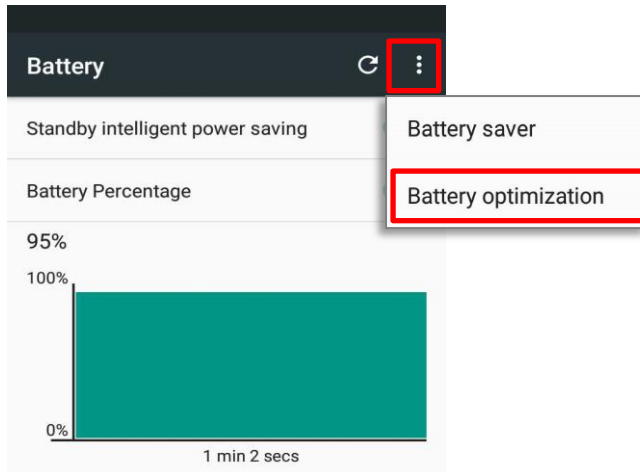 Battery
Standby intelligent power saving
Battery saver
Battery Percentage
Battery optimization
95%
100%
0%
1 min 2 secs